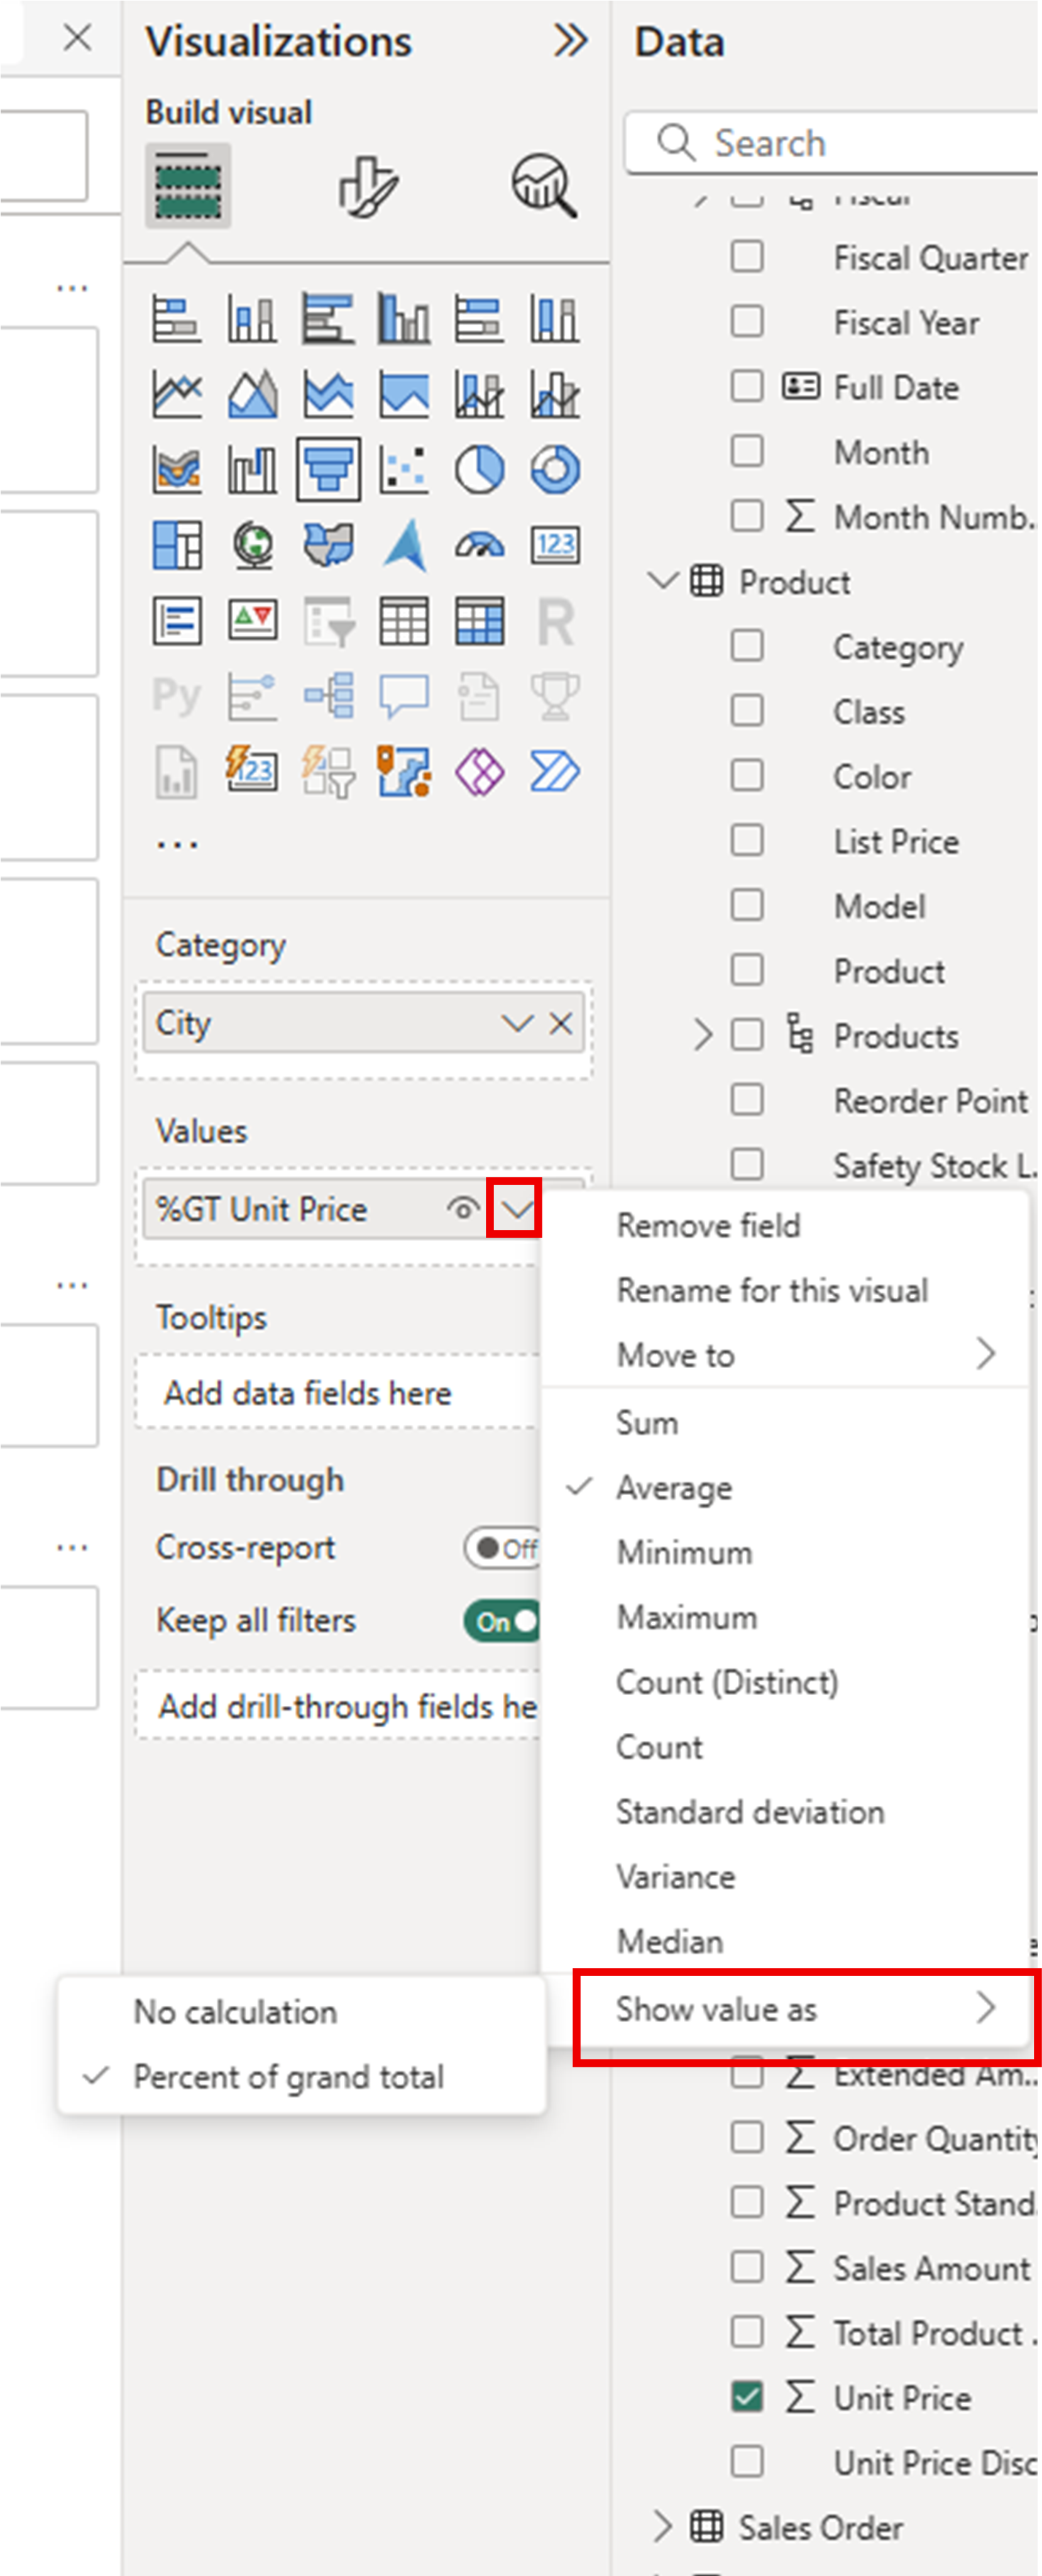 Visualizations
Build visual
123
R
Py
123
Category
City
Values
%GT Unit Price
Tooltips
Add data fields here
Drill through
Cross-report
Off
Keep all filters
On
Add drill-through fields he
Remove field
Rename for this visual
Move to
Sum
Average
Minimum
Maximum
Count (Distinct)
Count
Standard deviation
Variance
Median
Show value as
No calculation
Percent of grand total
Data
Search
Fiscal
Fiscal Quarter
Fiscal Year
Full Date
Month
Σ Month Numb..
Product
Category
Class
Color
List Price
Model
Product
Products
Reorder Point
Safety Stock L.
Σ Extended Am..
Σ Order Quantity
Σ Product Stand.
Σ Sales Amount
Σ Total Product .
Σ Unit Price
Unit Price Disc
Sales Order